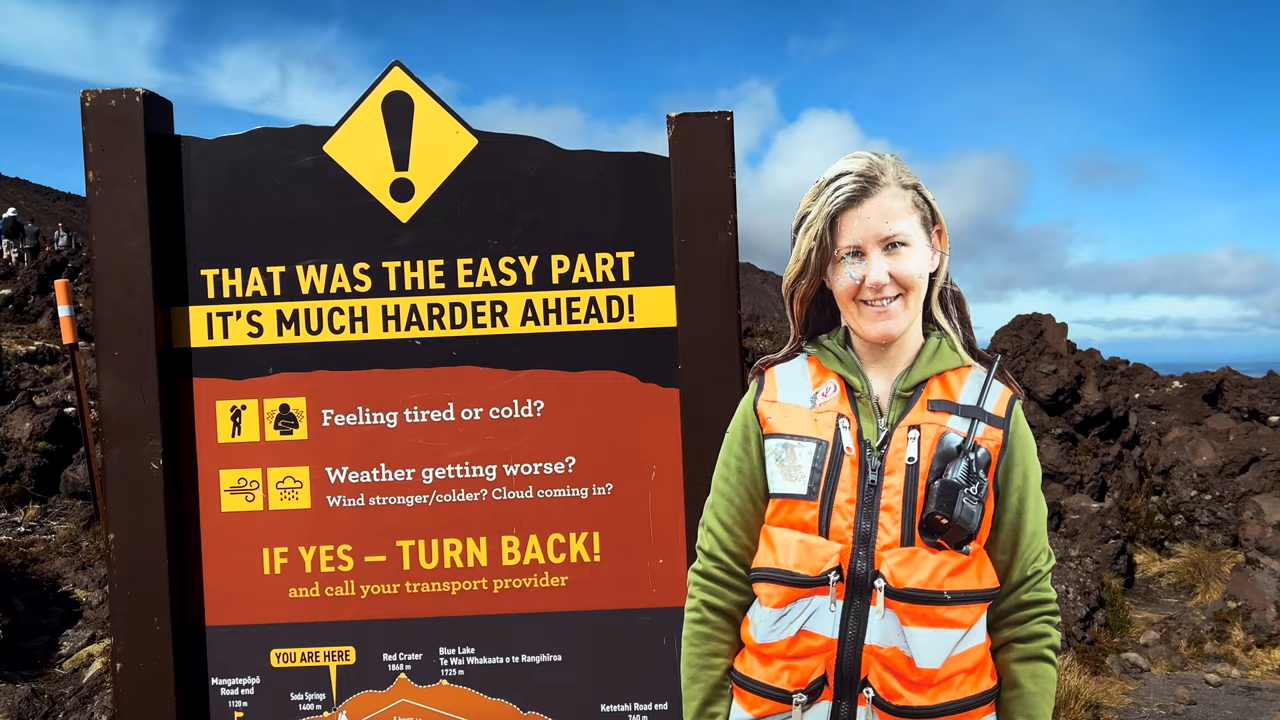 THAT WAS THE EASY PART
IT'S MUCH HARDER AHEAD!
Feeling tired or cold?
Weather getting worse?
Wind stronger/colder? Cloud coming in?
IF YES – TURN BACK!
and call your transport provider
YOU ARE HERE
Mangatepōpō
Road end
1120 m
Soda Springs
1400 m
Red Crater
1868 m
Blue Lake
Te Wai Whakaata o te Rangihīroa
1725 m
Ketetahi Road end
760 m